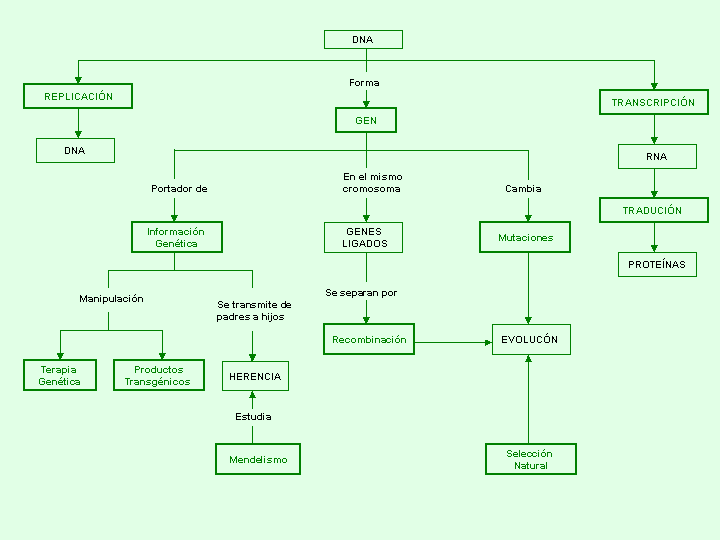 DNA
Forma
REPLICACIÓN
TRANSCRIPCIÓN
GEN
DNA
RNA
Portador de
En el mismo
cromosoma
Cambia
TRADUCIÓN
Información
Genética
GENES
LIGADOS
Mutaciones
PROTEÍNAS
Manipulación
Se transmite de
padres a hijos
Se separan por
Recombinación
EVOLUCÓN
Terapia
Genética
Productos
Transgénicos
HERENCIA
Estudia
Mendelismo
Selección
Natural